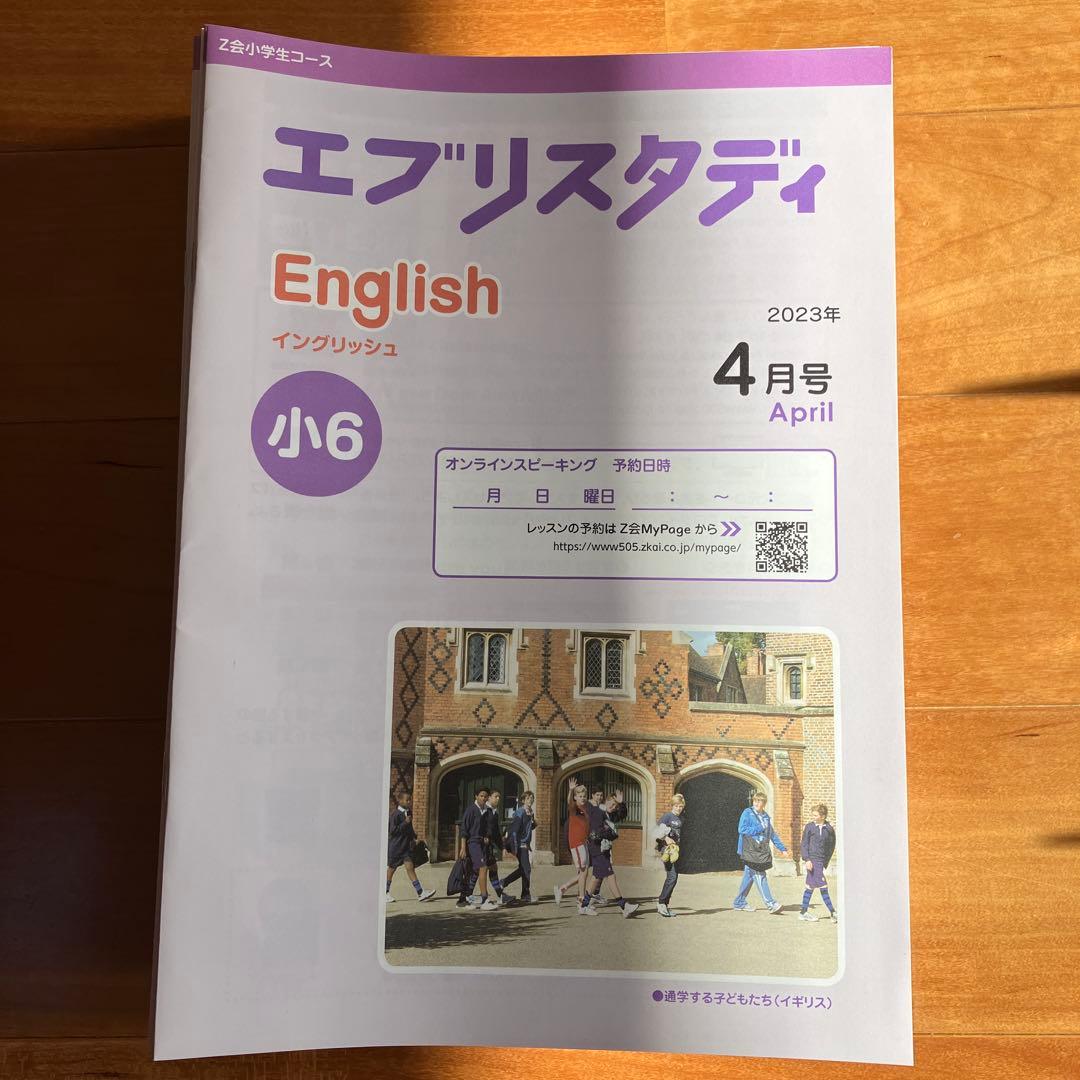 Z会小学生コース
エブリスタディ
English
イングリッシュ
2023年
4月号
April
小6
オンラインスピーキング 予約日時
月 日 曜日 : ～ :
レッスンの予約は Z会MyPage から
https://www505.zkai.co.jp/mypage/
●通学する子どもたち(イギリス)